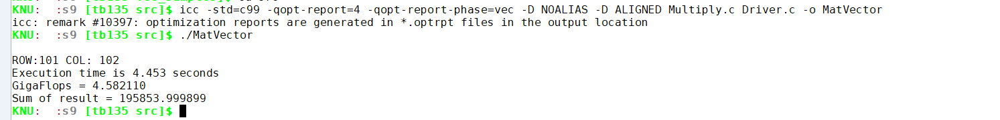 KNU:  :s9 [tb135 src]$ icc -std=c99 -qopt-report=4 -qopt-report-phase=vec -D NOALIAS -D ALIGNED Multiply.c Driver.c -o MatVector
icc: remark #10397: optimization reports are generated in *.optrpt files in the output location
KNU:  :s9 [tb135 src]$ ./MatVector
ROW:101 COL: 102
Execution time is 4.453 seconds
GigaFlops = 4.582110
Sum of result = 195853.999899
KNU:  :s9 [tb135 src]$